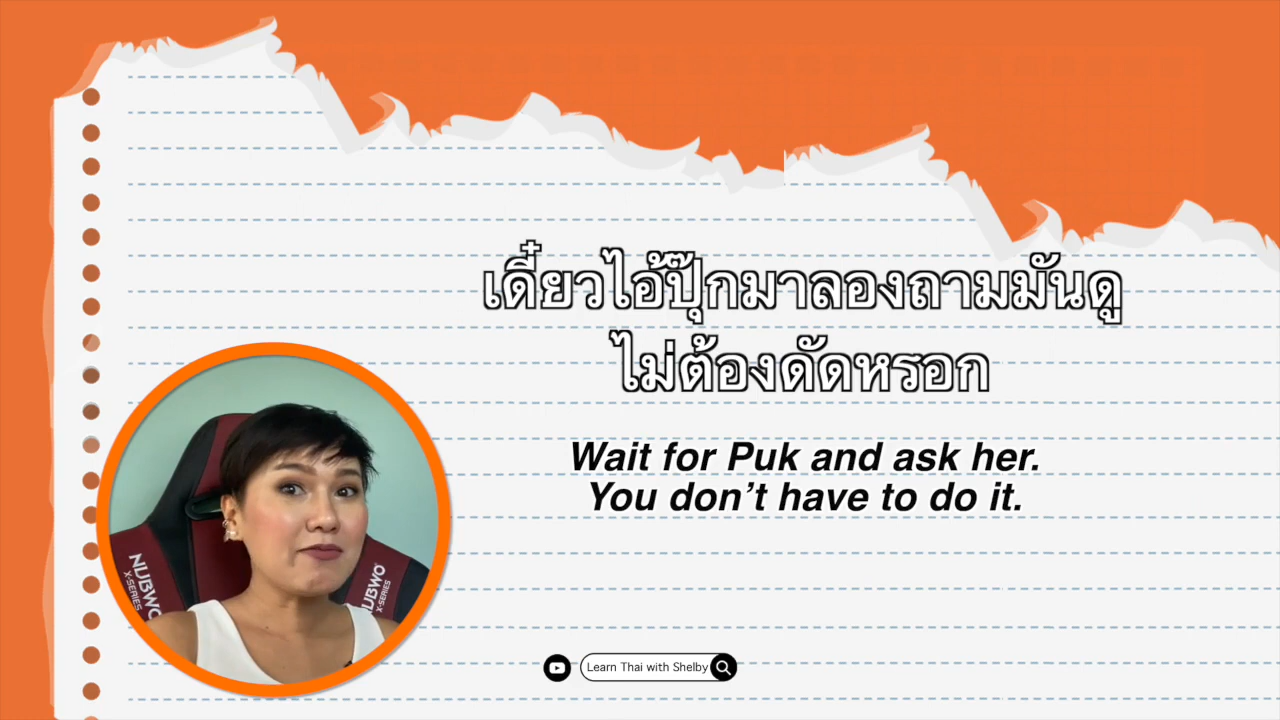 เดี๋ยวไอ้ปุ๊กมาลองถามมันดู
ไม่ต้องดัดหรอก
Wait for Puk and ask her.
You don't have to do it.
NUBWO
X-SERIES
NUBWO
X-SERIES
Learn Thai with Shelby